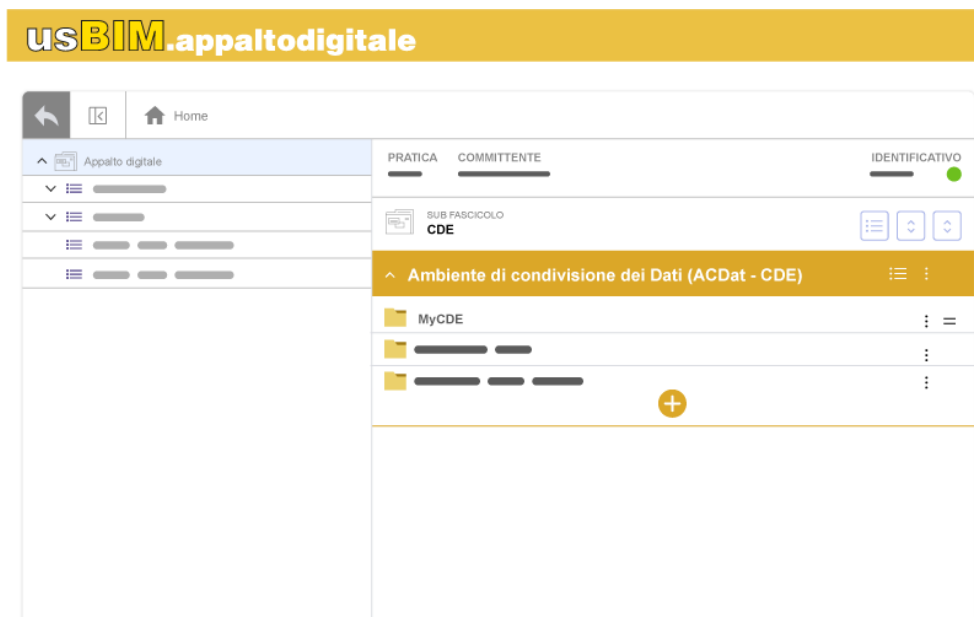 usBIM.appaltodigitale
Home
Appalto digitale
PRATICA COMMITTENTE IDENTIFICATIVO
SUB FASCICOLO
CDE
Ambiente di condivisione dei Dati (ACDat - CDE)
MyCDE